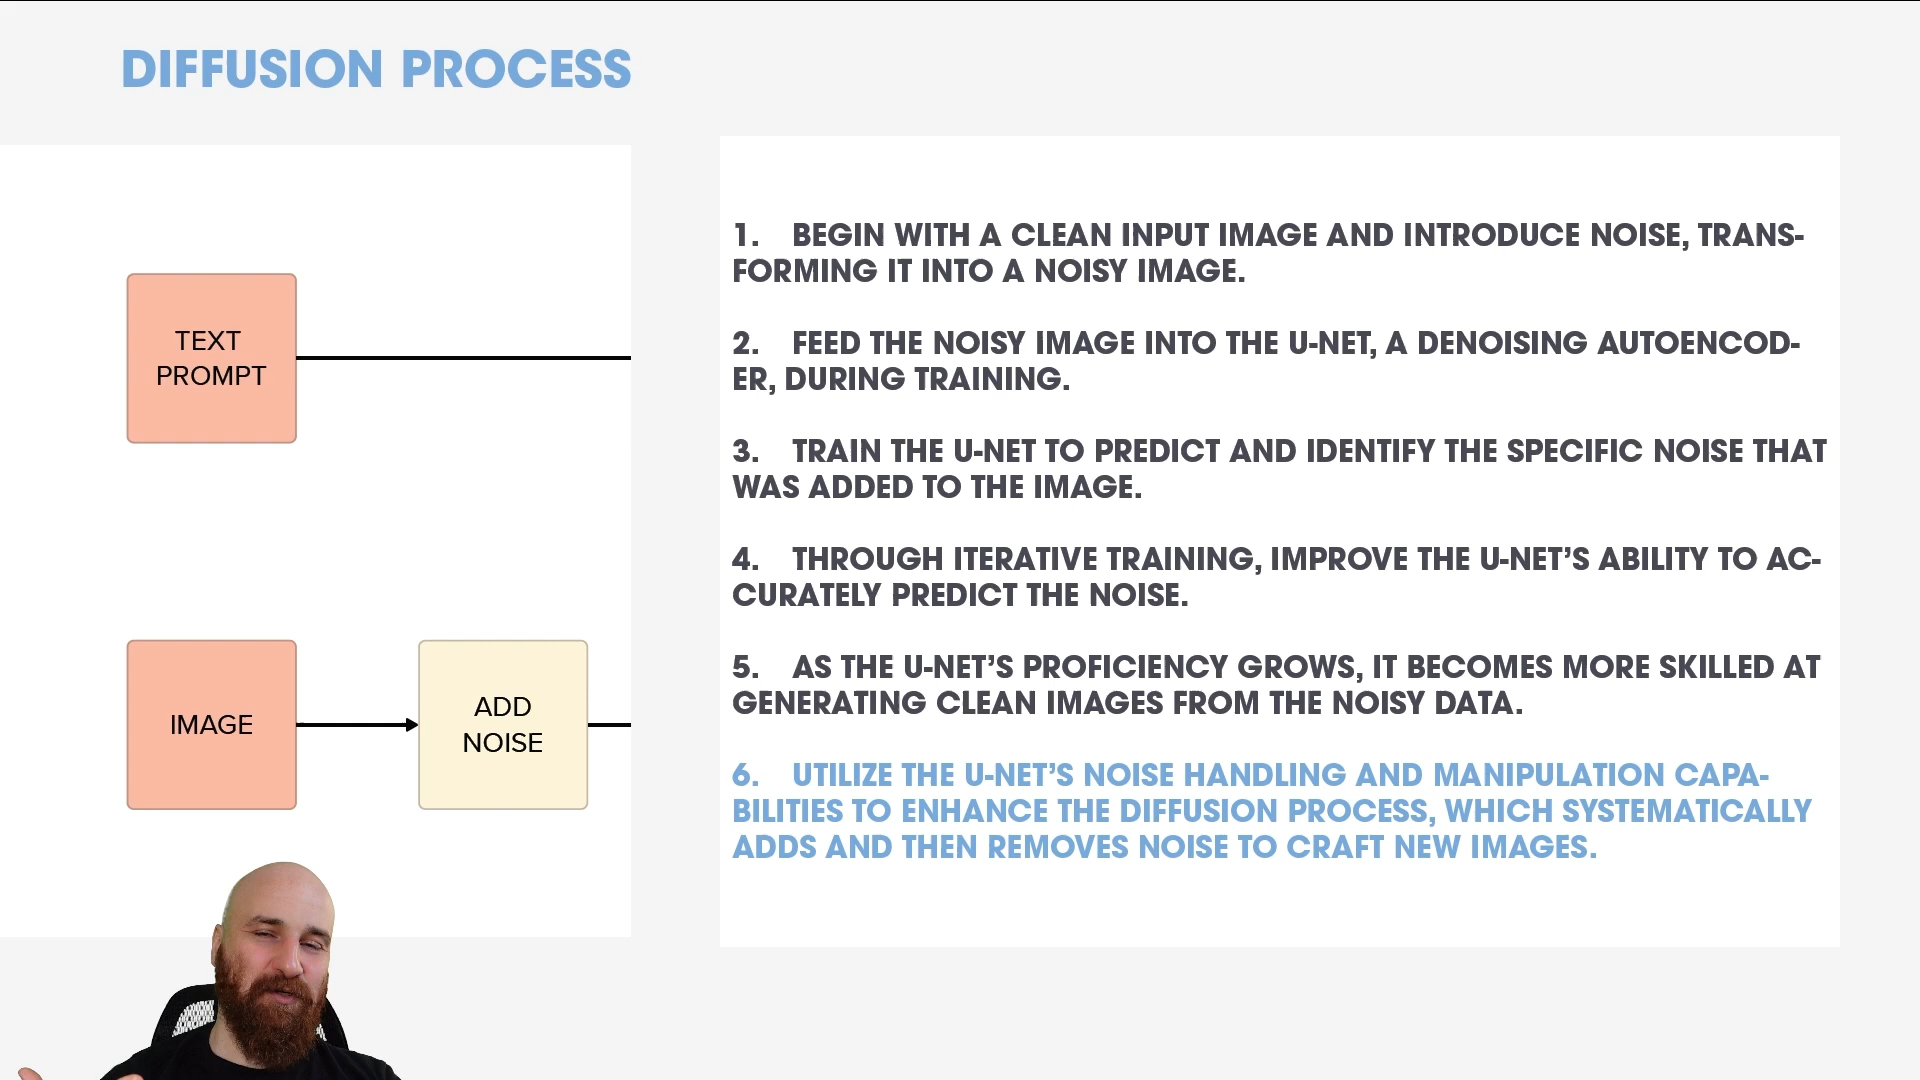 DIFFUSION PROCESS
TEXT
PROMPT
IMAGE
ADD
NOISE
1. BEGIN WITH A CLEAN INPUT IMAGE AND INTRODUCE NOISE, TRANS-
FORMING IT INTO A NOISY IMAGE.
2. FEED THE NOISY IMAGE INTO THE U-NET, A DENOISING AUTOENCOD-
ER, DURING TRAINING.
3. TRAIN THE U-NET TO PREDICT AND IDENTIFY THE SPECIFIC NOISE THAT
WAS ADDED TO THE IMAGE.
4. THROUGH ITERATIVE TRAINING, IMPROVE THE U-NET’S ABILITY TO AC-
CURATELY PREDICT THE NOISE.
5. AS THE U-NET’S PROFICIENCY GROWS, IT BECOMES MORE SKILLED AT
GENERATING CLEAN IMAGES FROM THE NOISY DATA.
6. UTILIZE THE U-NET’S NOISE HANDLING AND MANIPULATION CAPA-
BILITIES TO ENHANCE THE DIFFUSION PROCESS, WHICH SYSTEMATICALLY
ADDS AND THEN REMOVES NOISE TO CRAFT NEW IMAGES.